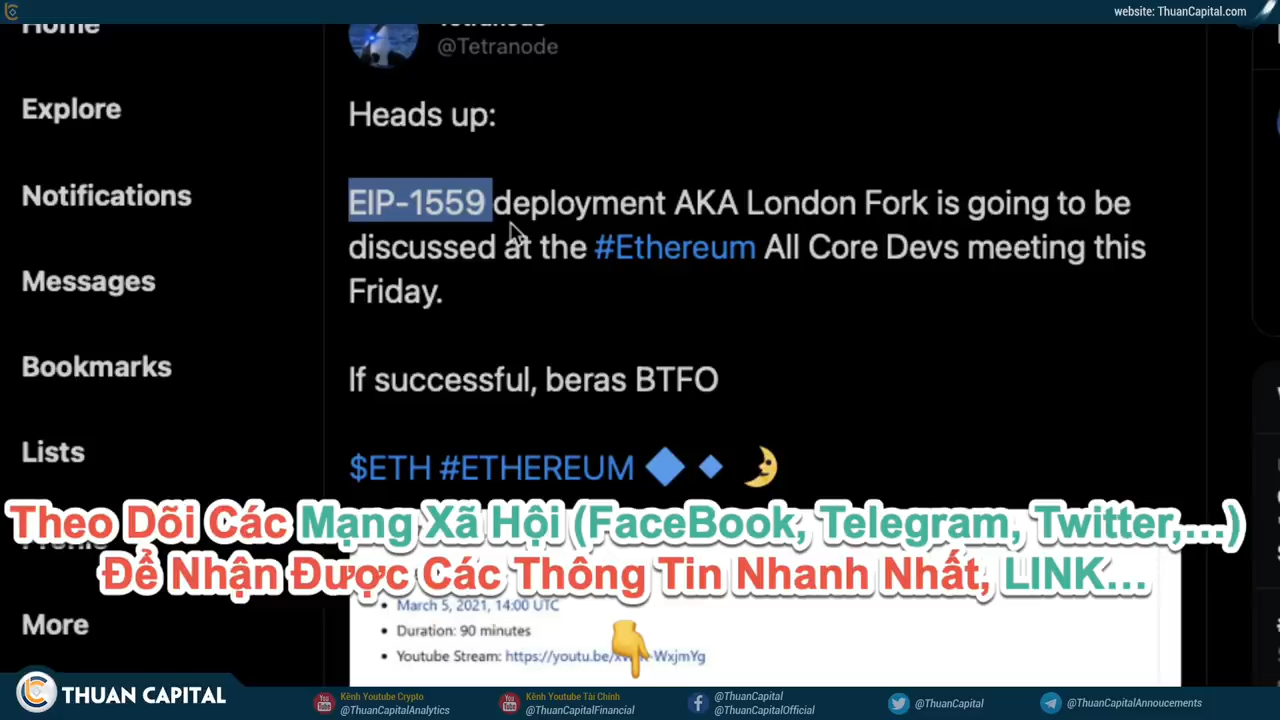 website: ThuanCapital.com
Home
@Tetranode
Explore
Heads up:
Notifications
EIP-1559 deployment AKA London Fork is going to be
discussed at the #Ethereum All Core Devs meeting this
Messages
Friday.
Bookmarks
If successful, beras BTFO
Lists
$ETH #ETHEREUM
Theo Dõi Các Mạng Xã Hội (FaceBook, Telegram, Twitter,...)
Để Nhận Được Các Thông Tin Nhanh Nhất, LINK...
March 5, 2021, 14:00 UTC
More
Duration: 90 minutes
Youtube Stream:
THUAN CAPITAL
Kênh Youtube Crypto
@ThuanCapitalAnalytics
Kênh Youtube Tài Chính
@ThuanCapitalFinancial
@ThuanCapital
@ThuanCapitalOfficial
@ThuanCapital
@ThuanCapitalAnnoucements